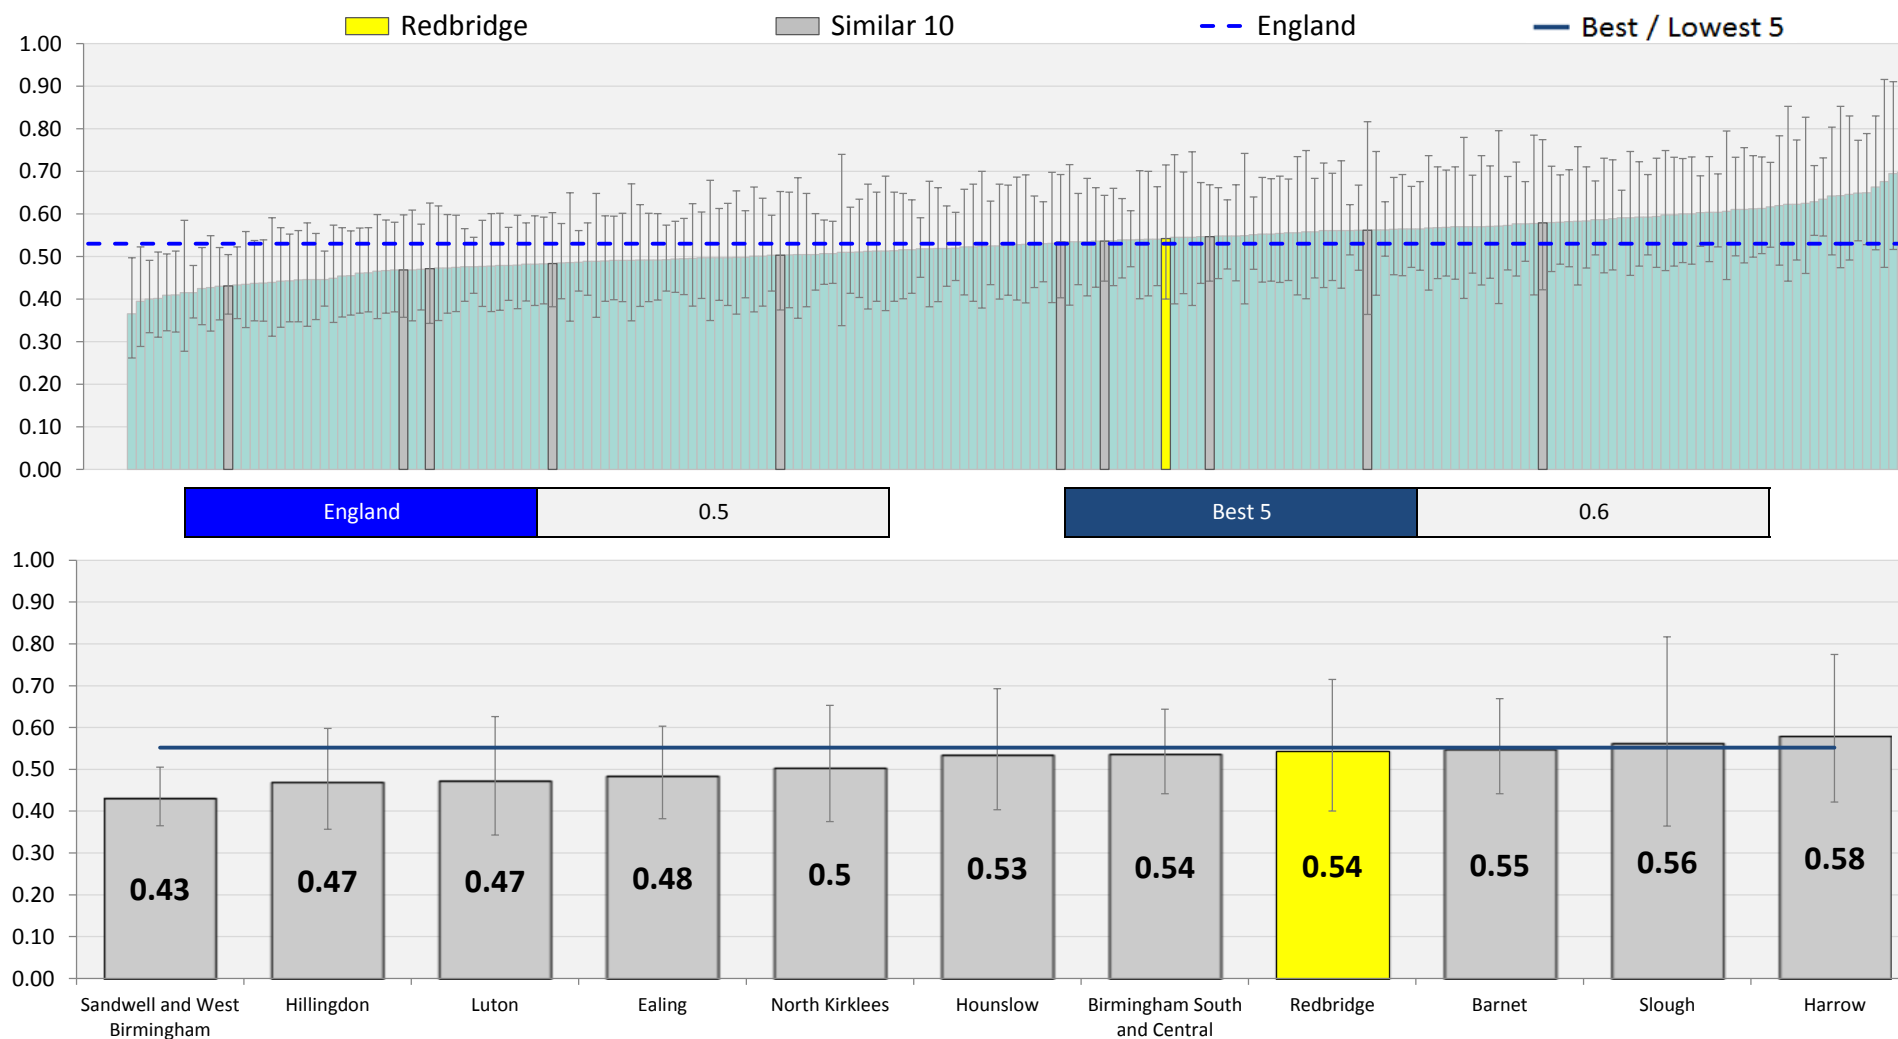 Redbridge Similar 10 England Best / Lowest 5
1.00
0.90
0.80
0.70
0.60
0.50
0.40
0.30
0.20
0.10
0.00
England 0.5 Best 5 0.6
1.00
0.90
0.80
0.70
0.60
0.50
0.40
0.30
0.20
0.10
0.00
0.43 0.47 0.47 0.48 0.5 0.53 0.54 0.54 0.55 0.56 0.58
Sandwell and West Birmingham
Hillingdon
Luton
Ealing
North Kirklees
Hounslow
Birmingham South and Central
Redbridge
Barnet
Slough
Harrow